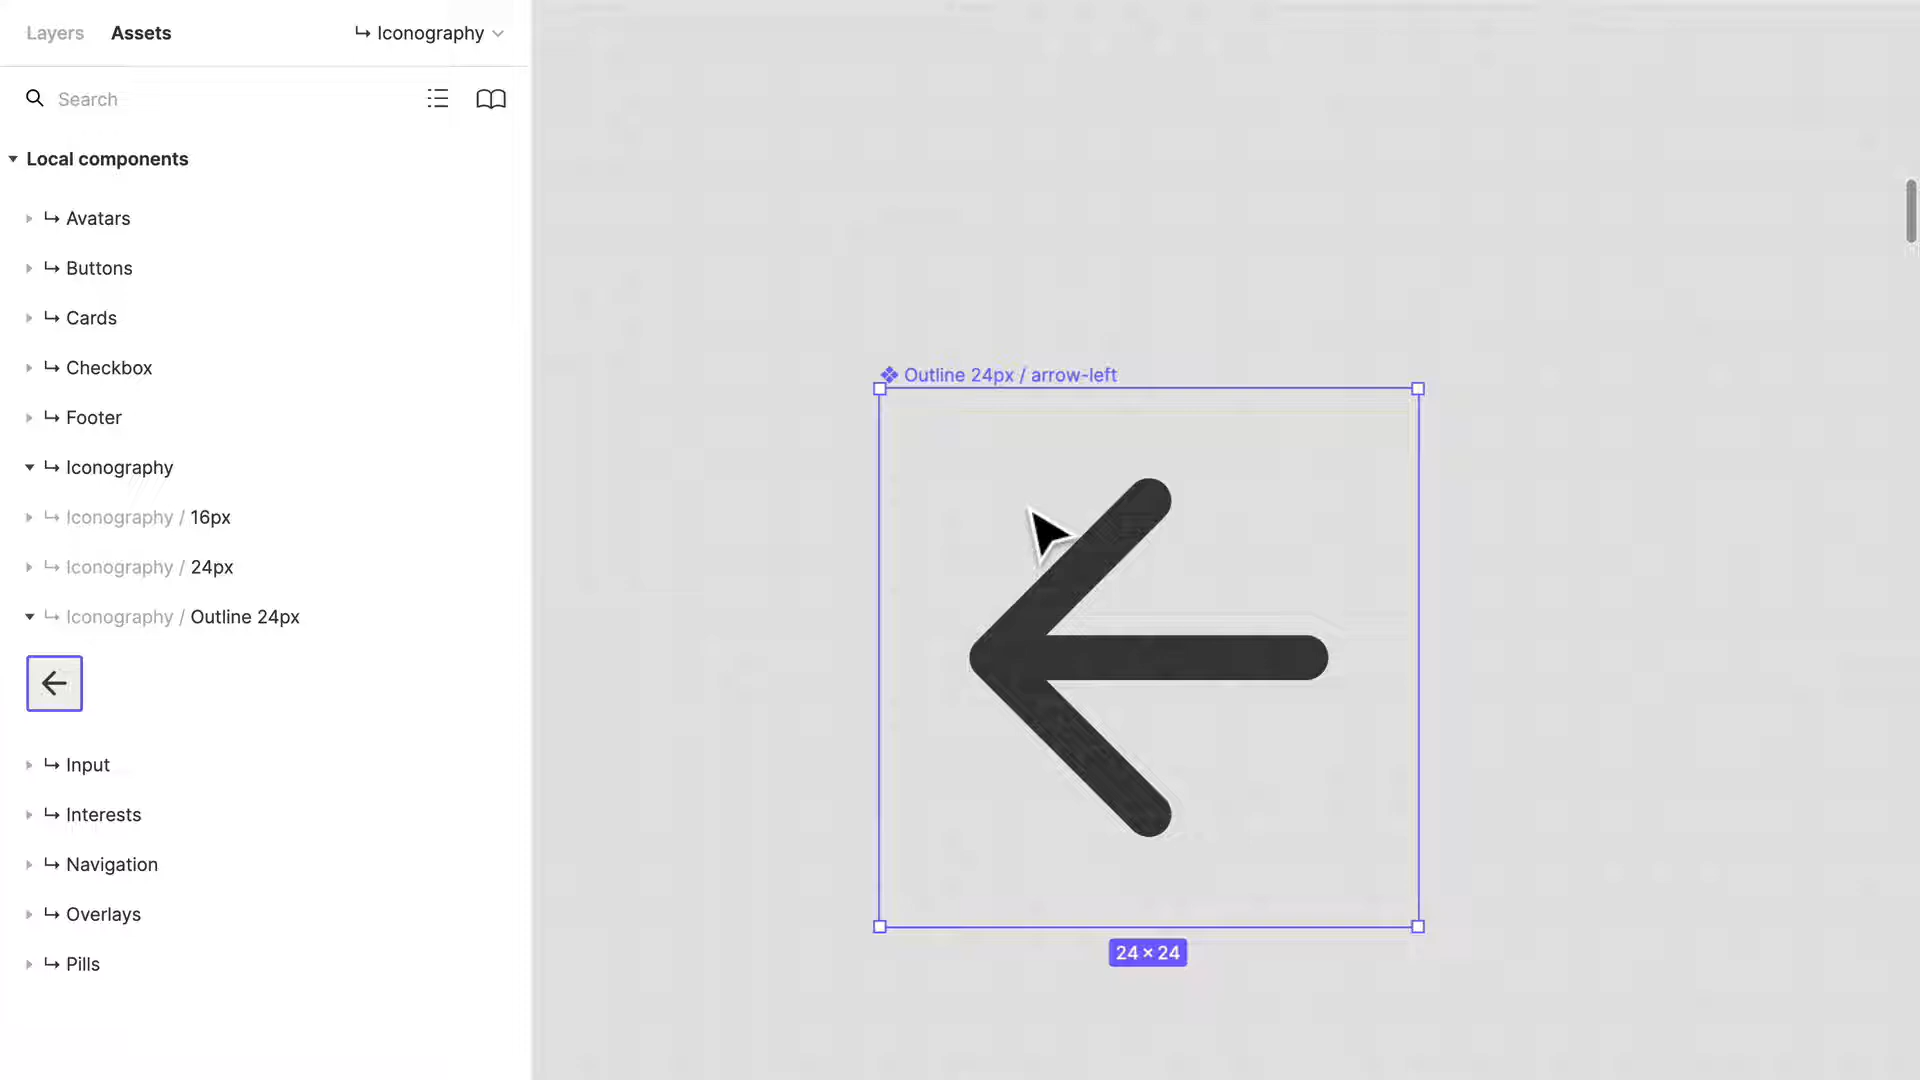 Layers Assets ↳ Iconography
Search
Local components
↳ Avatars
↳ Buttons
↳ Cards
↳ Checkbox
↳ Footer
↳ Iconography
↳ Iconography / 16px
↳ Iconography / 24px
↳ Iconography / Outline 24px
↳ Input
↳ Interests
↳ Navigation
↳ Overlays
↳ Pills
Outline 24px / arrow-left
24 × 24